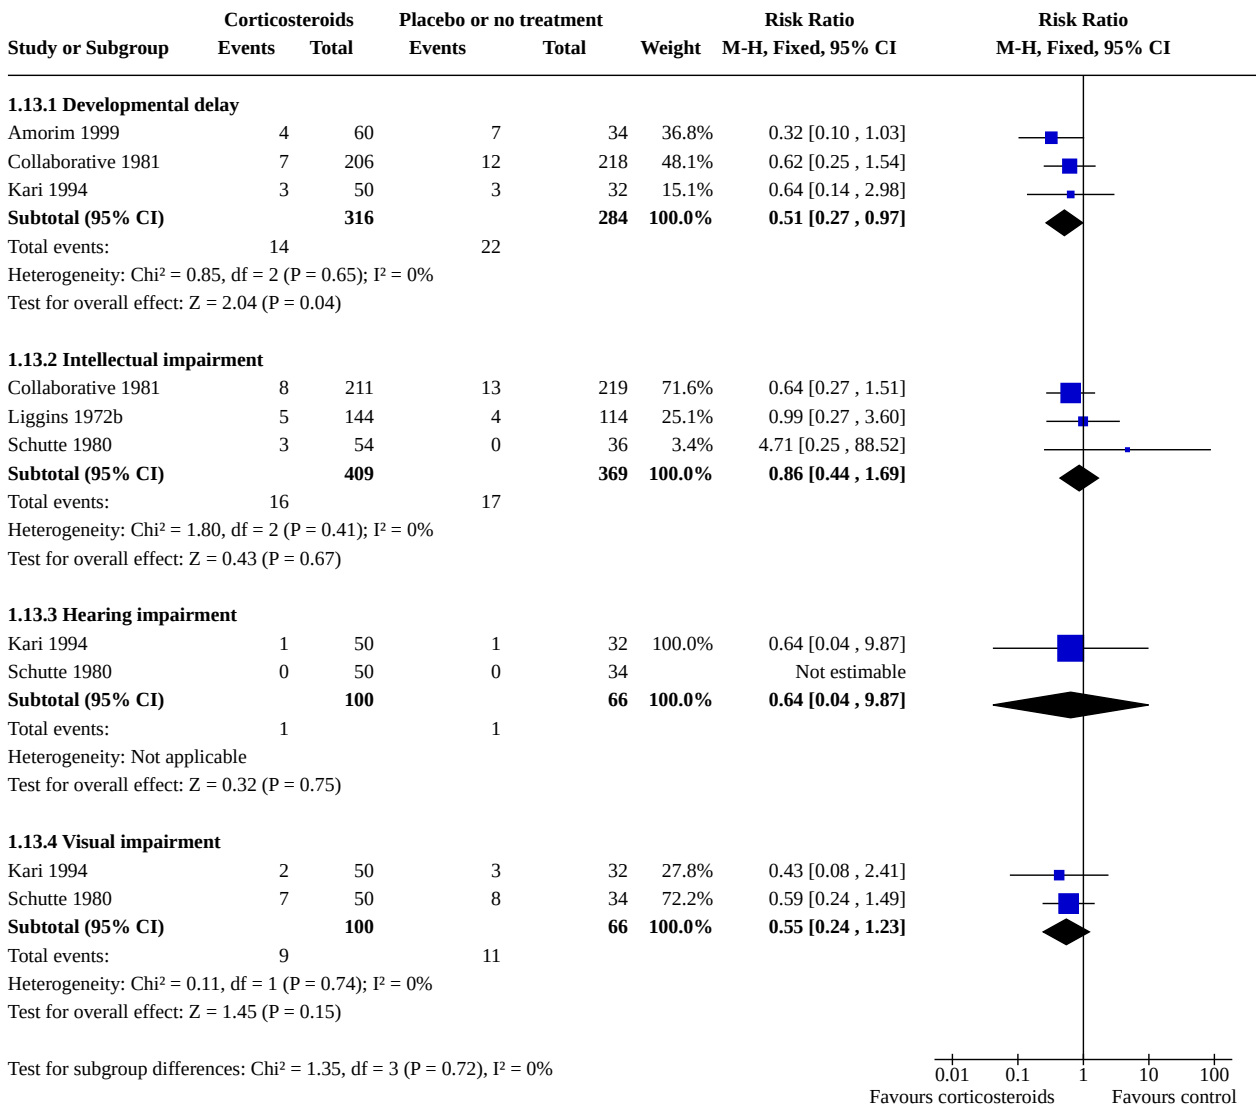 Corticosteroids Placebo or no treatment Risk Ratio Risk Ratio
Study or Subgroup Events Total Events Total Weight M-H, Fixed, 95% CI M-H, Fixed, 95% CI
1.13.1 Developmental delay
Amorim 1999 4 60 7 34 36.8% 0.32 [0.10 , 1.03]
Collaborative 1981 7 206 12 218 48.1% 0.62 [0.25 , 1.54]
Kari 1994 3 50 3 32 15.1% 0.64 [0.14 , 2.98]
Subtotal (95% CI) 316 284 100.0% 0.51 [0.27 , 0.97]
Total events: 14 22
Heterogeneity: Chi² = 0.85, df = 2 (P = 0.65); I² = 0%
Test for overall effect: Z = 2.04 (P = 0.04)
1.13.2 Intellectual impairment
Collaborative 1981 8 211 13 219 71.6% 0.64 [0.27 , 1.51]
Liggins 1972b 5 144 4 114 25.1% 0.99 [0.27 , 3.60]
Schutte 1980 3 54 0 36 3.4% 4.71 [0.25 , 88.52]
Subtotal (95% CI) 409 369 100.0% 0.86 [0.44 , 1.69]
Total events: 16 17
Heterogeneity: Chi² = 1.80, df = 2 (P = 0.41); I² = 0%
Test for overall effect: Z = 0.43 (P = 0.67)
1.13.3 Hearing impairment
Kari 1994 1 50 1 32 100.0% 0.64 [0.04 , 9.87]
Schutte 1980 0 50 0 34 Not estimable
Subtotal (95% CI) 100 66 100.0% 0.64 [0.04 , 9.87]
Total events: 1 1
Heterogeneity: Not applicable
Test for overall effect: Z = 0.32 (P = 0.75)
1.13.4 Visual impairment
Kari 1994 2 50 3 32 27.8% 0.43 [0.08 , 2.41]
Schutte 1980 7 50 8 34 72.2% 0.59 [0.24 , 1.49]
Subtotal (95% CI) 100 66 100.0% 0.55 [0.24 , 1.23]
Total events: 9 11
Heterogeneity: Chi² = 0.11, df = 1 (P = 0.74); I² = 0%
Test for overall effect: Z = 1.45 (P = 0.15)
Test for subgroup differences: Chi² = 1.35, df = 3 (P = 0.72), I² = 0%
0.01 0.1 1 10 100
Favours corticosteroids Favours control